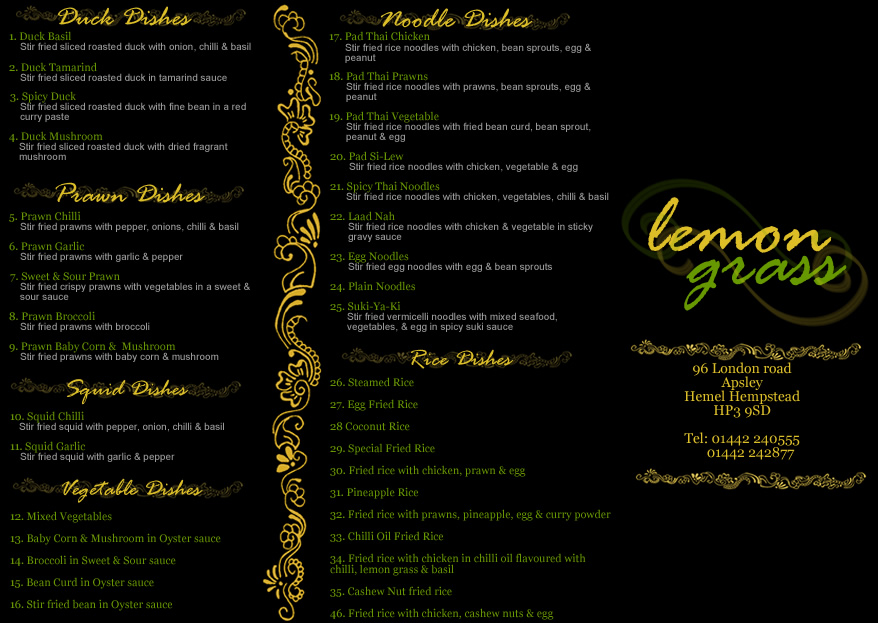 Duck Dishes
1. Duck Basil
Stir fried sliced roasted duck with onion, chilli & basil
2. Duck Tamarind
Stir fried sliced roasted duck in tamarind sauce
3. Spicy Duck
Stir fried sliced roasted duck with fine bean in a red
curry paste
4. Duck Mushroom
Stir fried sliced roasted duck with dried fragrant
mushroom
Prawn Dishes
5. Prawn Chilli
Stir fried prawns with pepper, onions, chilli & basil
6. Prawn Garlic
Stir fried prawns with garlic & pepper
7. Sweet & Sour Prawn
Stir fried crispy prawns with vegetables in a sweet &
sour sauce
8. Prawn Broccoli
Stir fried prawns with broccoli
9. Prawn Baby Corn & Mushroom
Stir fried prawns with baby corn & mushroom
Squid Dishes
10. Squid Chilli
Stir fried squid with pepper, onion, chilli & basil
11. Squid Garlic
Stir fried squid with garlic & pepper
Vegetable Dishes
12. Mixed Vegetables
13. Baby Corn & Mushroom in Oyster sauce
14. Broccoli in Sweet & Sour sauce
15. Bean Curd in Oyster sauce
16. Stir fried bean in Oyster sauce
Noodle Dishes
17. Pad Thai Chicken
Stir fried rice noodles with chicken, bean sprouts, egg &
peanut
18. Pad Thai Prawns
Stir fried rice noodles with prawns, bean sprouts, egg &
peanut
19. Pad Thai Vegetable
Stir fried rice noodles with fried bean curd, bean sprout,
peanut & egg
20. Pad Si-Lew
Stir fried rice noodles with chicken, vegetable & egg
21. Spicy Thai Noodles
Stir fried rice noodles with chicken, vegetables, chilli & basil
22. Laad Nah
Stir fried rice noodles with chicken & vegetable in sticky
gravy sauce
23. Egg Noodles
Stir fried egg noodles with egg & bean sprouts
24. Plain Noodles
25. Suki-Ya-Ki
Stir fried vermicelli noodles with mixed seafood,
vegetables, & egg in spicy suki sauce
Rice Dishes
26. Steamed Rice
27. Egg Fried Rice
28 Coconut Rice
29. Special Fried Rice
30. Fried rice with chicken, prawn & egg
31. Pineapple Rice
32. Fried rice with prawns, pineapple, egg & curry powder
33. Chilli Oil Fried Rice
34. Fried rice with chicken in chilli oil flavoured with
chilli, lemon grass & basil
35. Cashew Nut fried rice
46. Fried rice with chicken, cashew nuts & egg
lemon
grass
96 London road
Apsley
Hemel Hempstead
HP3 9SD
Tel: 01442 240555
01442 242877